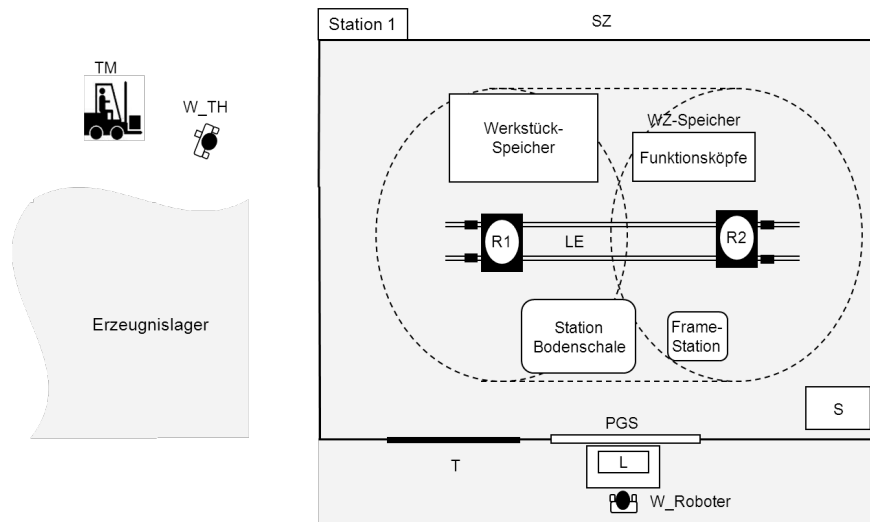 Station 1
SZ
TM
W_TH
Werkstück-
Speicher
WZ-Speicher
Funktionsköpfe
R1
LE
R2
Erzeugnislager
Station
Bodenschale
Frame-
Station
S
PGS
T
L
W_Roboter